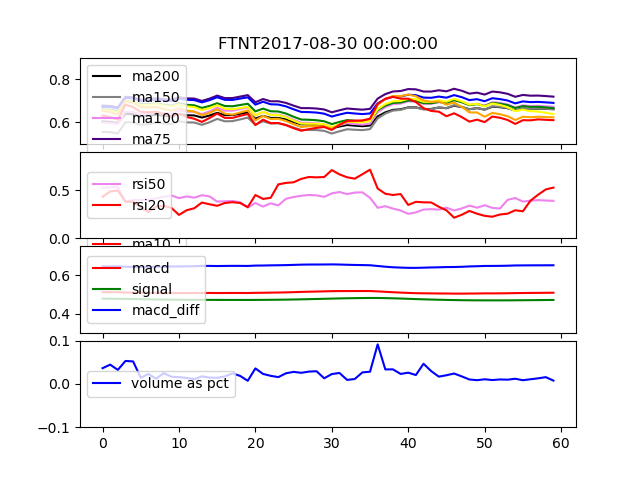 FTNT2017-08-30 00:00:00
0.8
0.6
ma200
ma150
ma100
ma75
0.5
0.0
rsi50
rsi20
ma10
0.6
0.4
macd
signal
macd_diff
0.1
0.0
−0.1
volume as pct
0 10 20 30 40 50 60